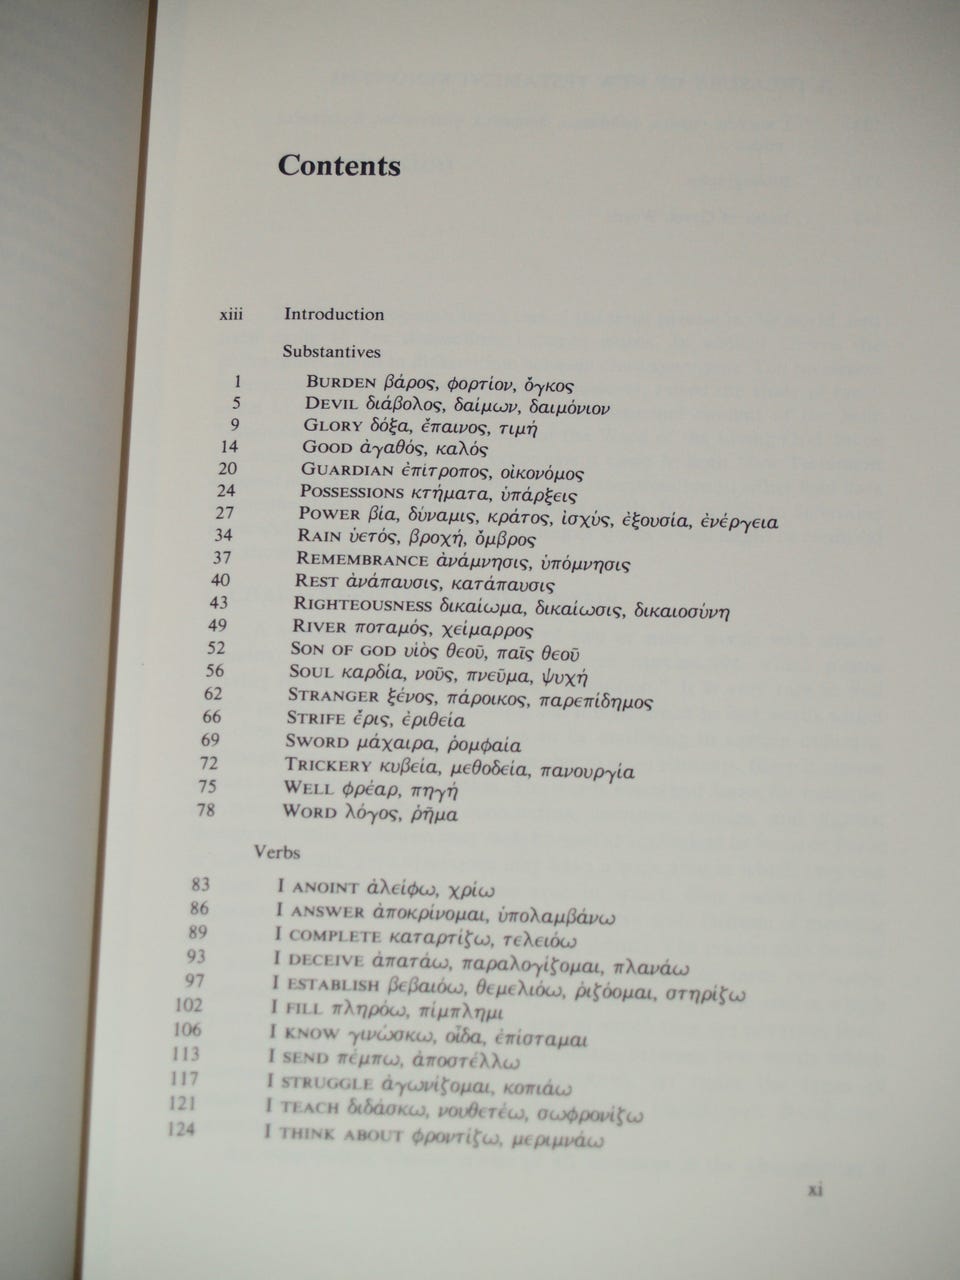 Contents
xiii Introduction
Substantives
1 BURDEN βάρος, φορτίον, ὄγκος
5 DEVIL διάβολος, δαίμων, δαιμόνιον
9 GLORY δόξα, ἔπαινος, τιμή
14 GOOD ἀγαθός, καλός
20 GUARDIAN ἐπίτροπος, οἰκονόμος
24 POSSESSIONS κτήματα, ὑπάρξεις
27 POWER βία, δύναμις, κράτος, ἰσχύς, ἐξουσία, ἐνέργεια
34 RAIN ὑετός, βροχή, ὄμβρος
37 REMEMBRANCE ἀνάμνησις, ὑπόμνησις
40 REST ἀνάπαυσις, κατάπαυσις
43 RIGHTEOUSNESS δικαίωμα, δικαίωσις, δικαιοσύνη
49 RIVER ποταμός, χείμαρρος
52 SON OF GOD υἱὸς θεοῦ, παῖς θεοῦ
56 SOUL καρδία, νοῦς, πνεῦμα, ψυχή
62 STRANGER ξένος, πάροικος, παρεπίδημος
66 STRIFE ἔρις, ἐριθεία
69 SWORD μάχαιρα, ῥομφαία
72 TRICKERY κυβεία, μεθοδεία, πανουργία
75 WELL φρέαρ, πηγή
78 WORD λόγος, ῥῆμα
Verbs
83 I ANOINT ἀλείφω, χρίω
86 I ANSWER ἀποκρίνομαι, ὑπολαμβάνω
89 I COMPLETE καταρτίζω, τελειόω
93 I DECEIVE ἀπατάω, παραλογίζομαι, πλανάω
97 I ESTABLISH βεβαιόω, θεμελιόω, ῥιζόομαι, στηρίζω
102 I FILL πληρόω, πίμπλημι
106 I KNOW γινώσκω, οἶδα, ἐπίσταμαι
113 I SEND πέμπω, ἀποστέλλω
117 I STRUGGLE ἀγωνίζομαι, κοπιάω
121 I TEACH διδάσκω, νουθετέω, σωφρονίζω
124 I THINK ABOUT φροντίζω, μεριμνάω
xi